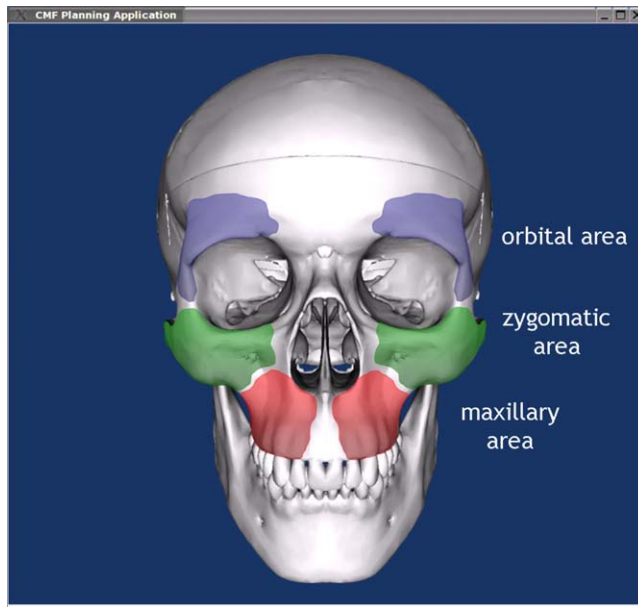 CMF Planning Application
orbital area
zygomatic
area
maxillary
area